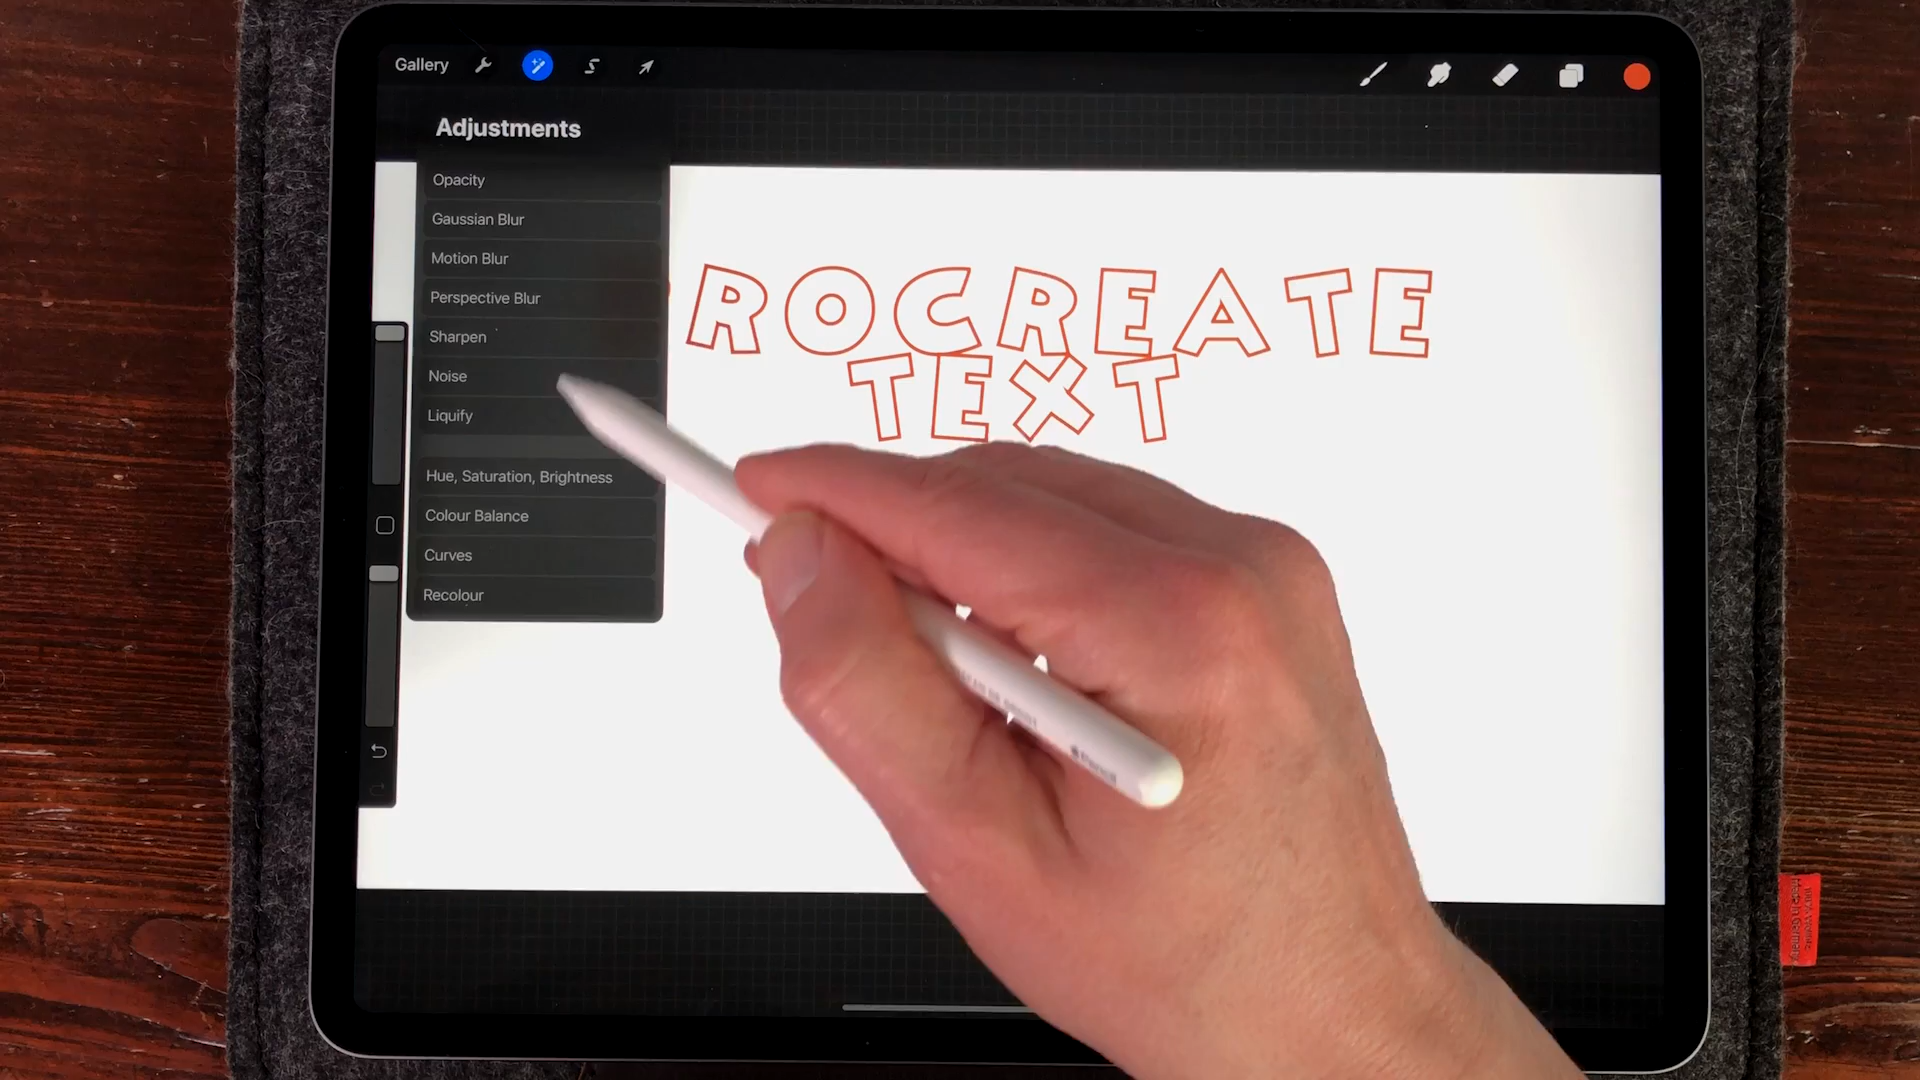 Gallery
Adjustments
Opacity
Gaussian Blur
Motion Blur
Perspective Blur
Sharpen
Noise
Liquify
Hue, Saturation, Brightness
Colour Balance
Curves
Recolour
ROCREATE
TEXT
Pencil